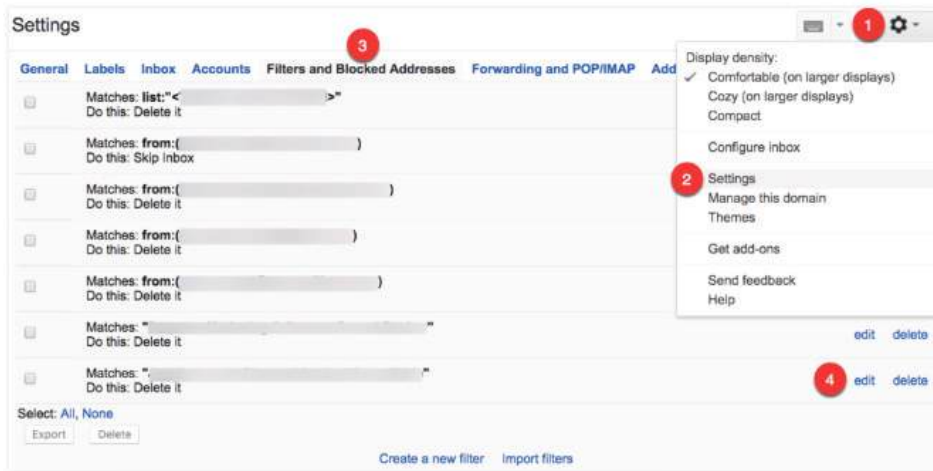 Settings
1
3
General Labels Inbox Accounts Filters and Blocked Addresses Forwarding and POP/IMAP Add
Display density:
✓ Comfortable (on larger displays)
Cozy (on larger displays)
Compact
Configure inbox
2 Settings
Manage this domain
Themes
Get add-ons
Send feedback
Help
Matches: list:"< >"
Do this: Delete it
Matches: from:( )
Do this: Skip Inbox
Matches: from:( )
Do this: Delete it
Matches: from:( )
Do this: Delete it
Matches: from:( )
Do this: Delete it
Matches: " "
Do this: Delete it
edit delete
Matches: " "
Do this: Delete it
4 edit delete
Select: All, None
Export Delete
Create a new filter Import filters